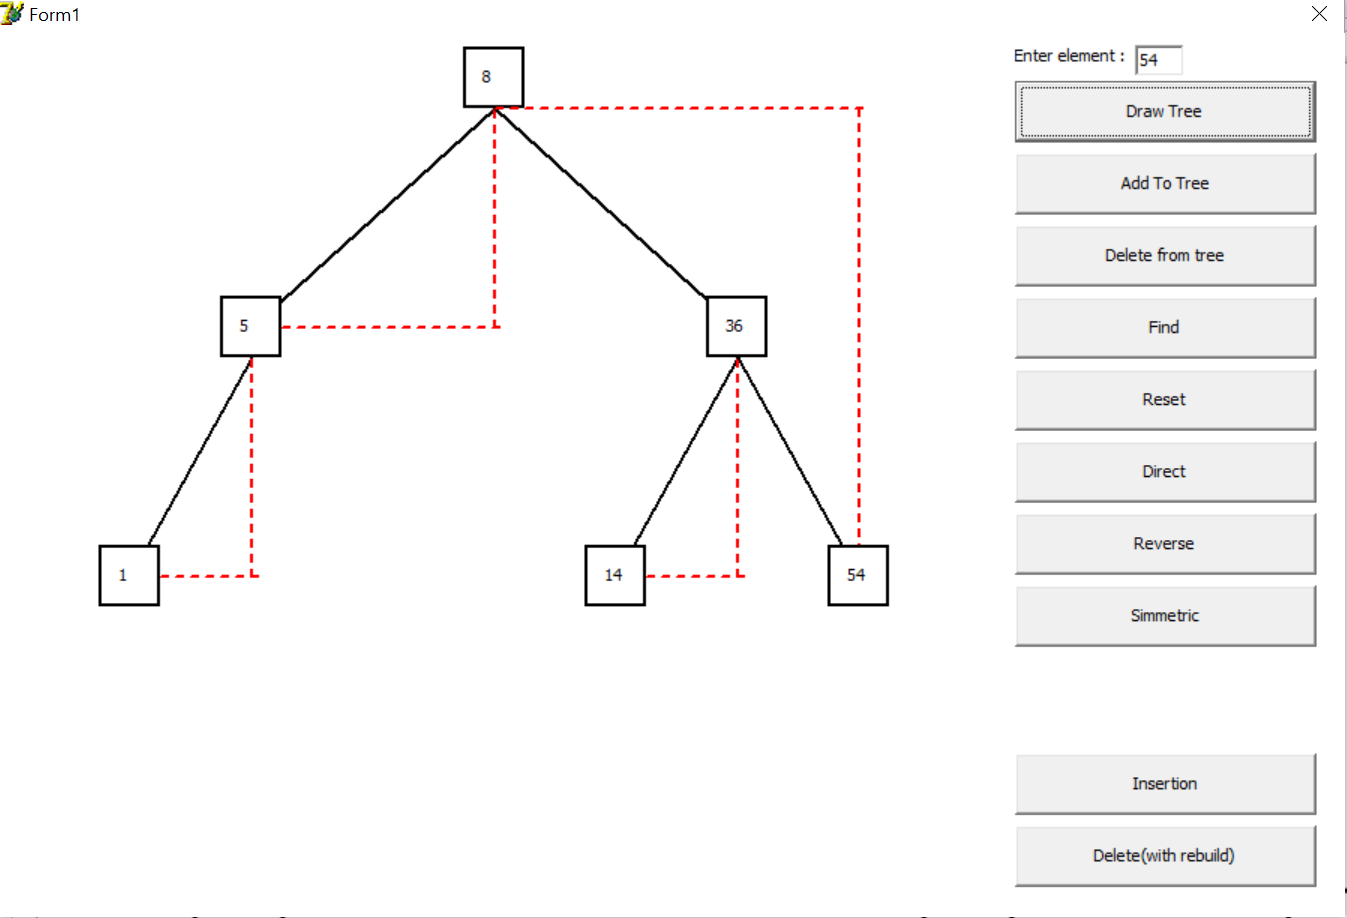 Form1
8
5
36
1
14
54
Enter element : 54
Draw Tree
Add To Tree
Delete from tree
Find
Reset
Direct
Reverse
Simmetric
Insertion
Delete(with rebuild)